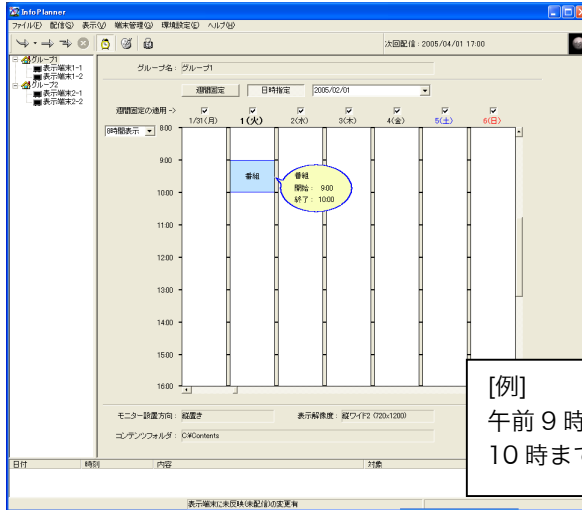 InfoPlanner
ファイル(F) 配信(S) 表示(V) 端末管理(Q) 環境設定(E) ヘルプ(H)
次回配信 : 2005/04/01 17:00
グループ1
表示端末1-1
表示端末1-2
グループ2
表示端末2-1
表示端末2-2
グループ名 : グループ1
週間固定 日時指定 2005/02/01
週間固定の適用 ->
1/31(月) 1(火) 2(水) 3(木) 4(金) 5(土) 6(日)
8時間表示 8:00
9:00
番組
番組
開始 : 9:00
終了 : 10:00
10:00
11:00
12:00
13:00
14:00
15:00
16:00
[例]
午前 9 時
10 時まで
モニター設置方向 : 縦置き 表示解像度 : 縦ワイド2 (720x1200)
コンテンツフォルダ : C:¥Contents
日付 時刻 内容 対象
表示端末に未反映(未配信)の変更有